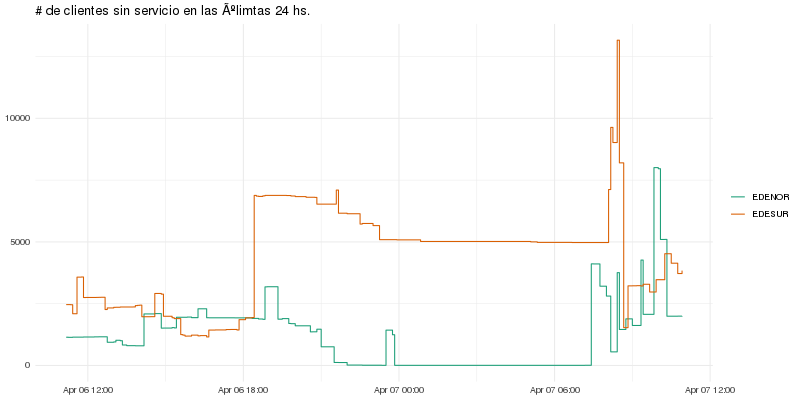 # de clientes sin servicio en las Ãºlimtas 24 hs.
10000
5000
0
Apr 06 12:00
Apr 06 18:00
Apr 07 00:00
Apr 07 06:00
Apr 07 12:00
EDENOR
EDESUR